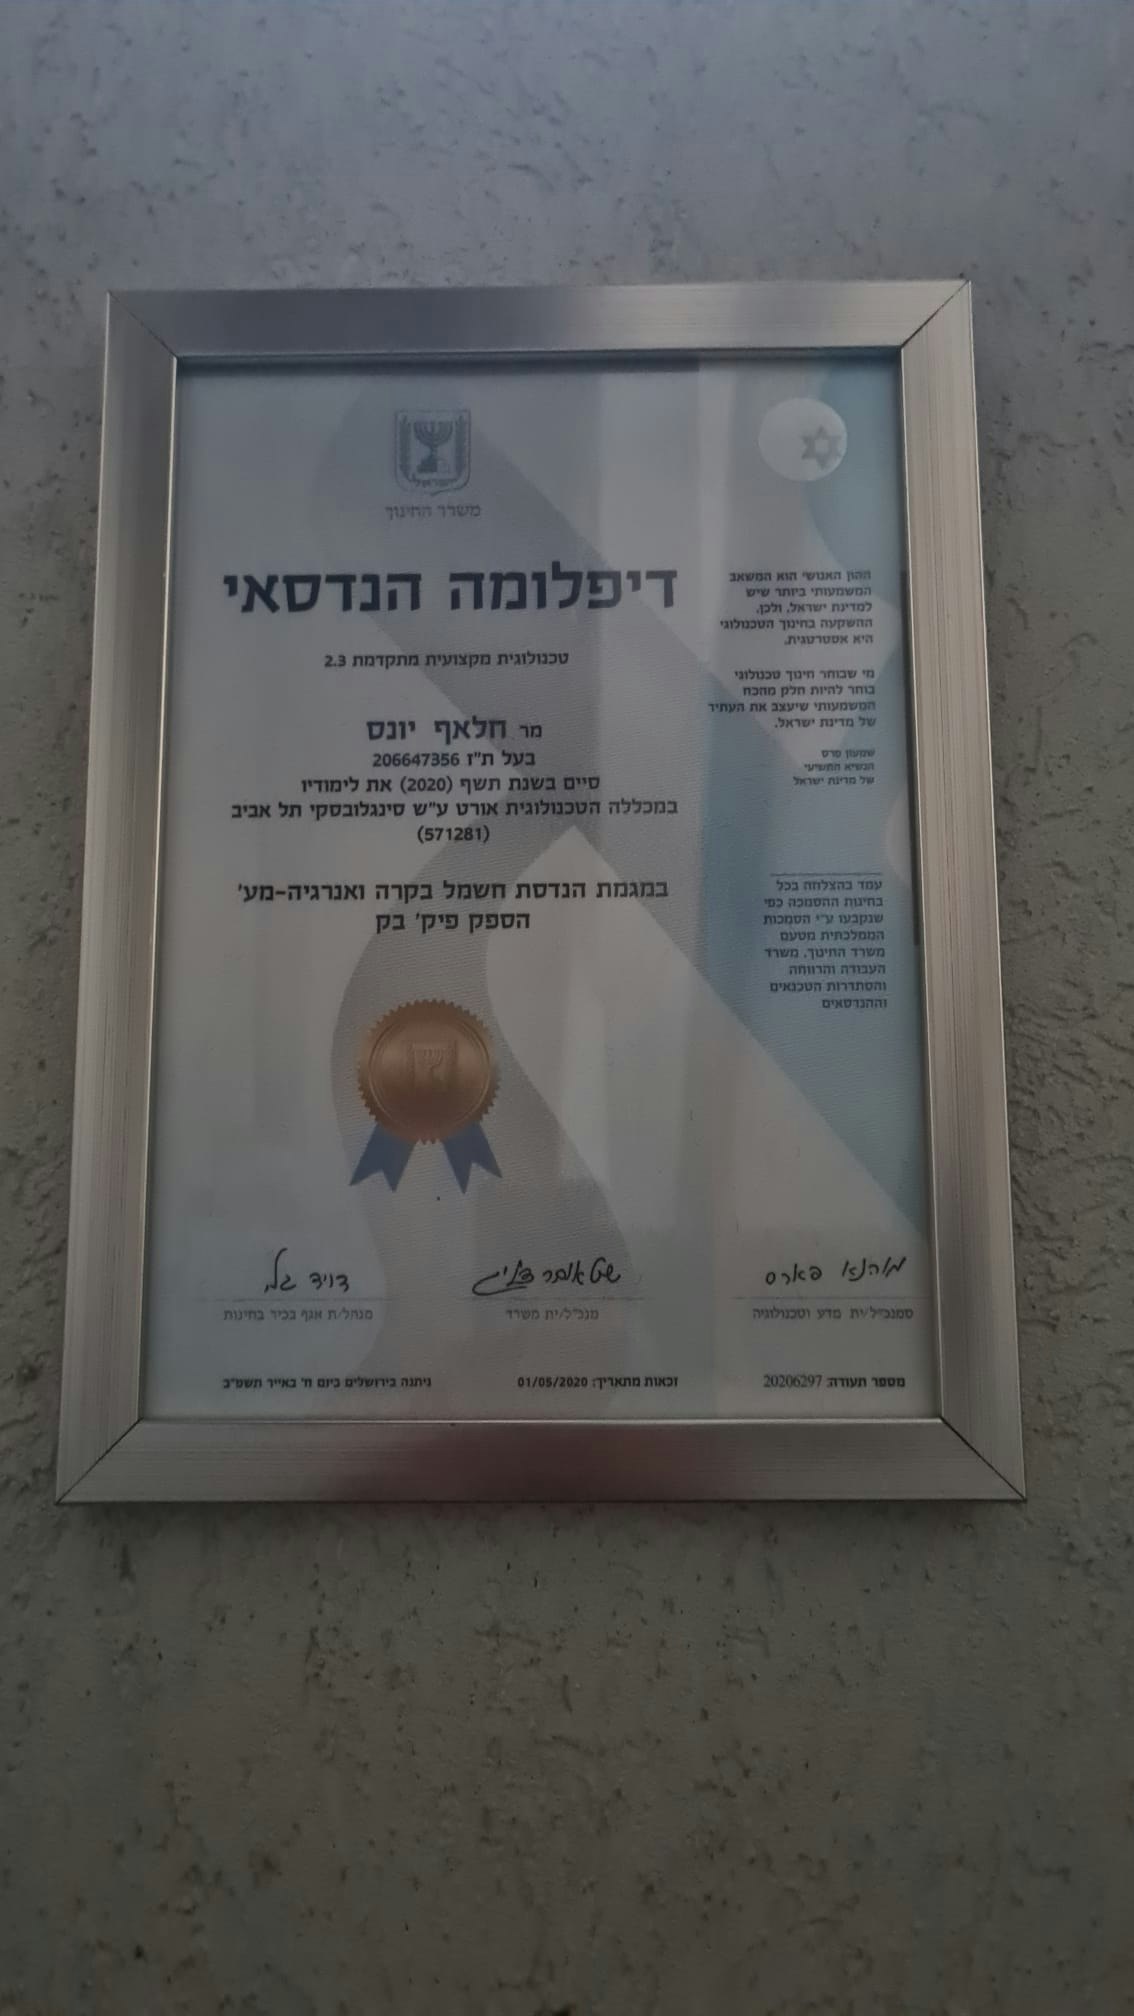 ישראל
משרד החינוך
דיפלומה הנדסאי
טכנולוגית מקצועית מתקדמת 2.3
מר חלאף יונס
בעל ת"ז 206647356
סיים בשנת תשף (2020) את לימודיו
במכללה הטכנולוגית אורט ע"ש סינגלובסקי תל אביב
(571281)
במגמת הנדסת חשמל בקרה ואנרגיה-מע'
הספק פיק' בק
ההון האנושי הוא המשאב
המשמעותי ביותר שיש
למדינת ישראל, ולכן,
ההשקעה בחינוך הטכנולוגי
היא אסטרטגית.
מי שבוחר חינוך טכנולוגי
בוחר להיות חלק מהכח
המשמעותי שיעצב את העתיד
של מדינת ישראל.
שמעון פרס
הנשיא התשיעי
של מדינת ישראל
עמד בהצלחה בכל
בחינות ההסמכה כפי
שנקבעו ע"י הסמכות
הממלכתית מטעם
משרד החינוך, משרד
העבודה והרווחה
והסתדרות הטכנאים
וההנדסאים
מוהנא פארס
דויד גל
סמנכ"ל/ית מדע וטכנולוגיה
מנכ"ל/ית משרד
מנהל/ת אגף בכיר בחינות
מספר תעודה: 20206297
זכאות מתאריך: 01/05/2020
ניתנה בירושלים ביום ח' באייר תשפ"ב